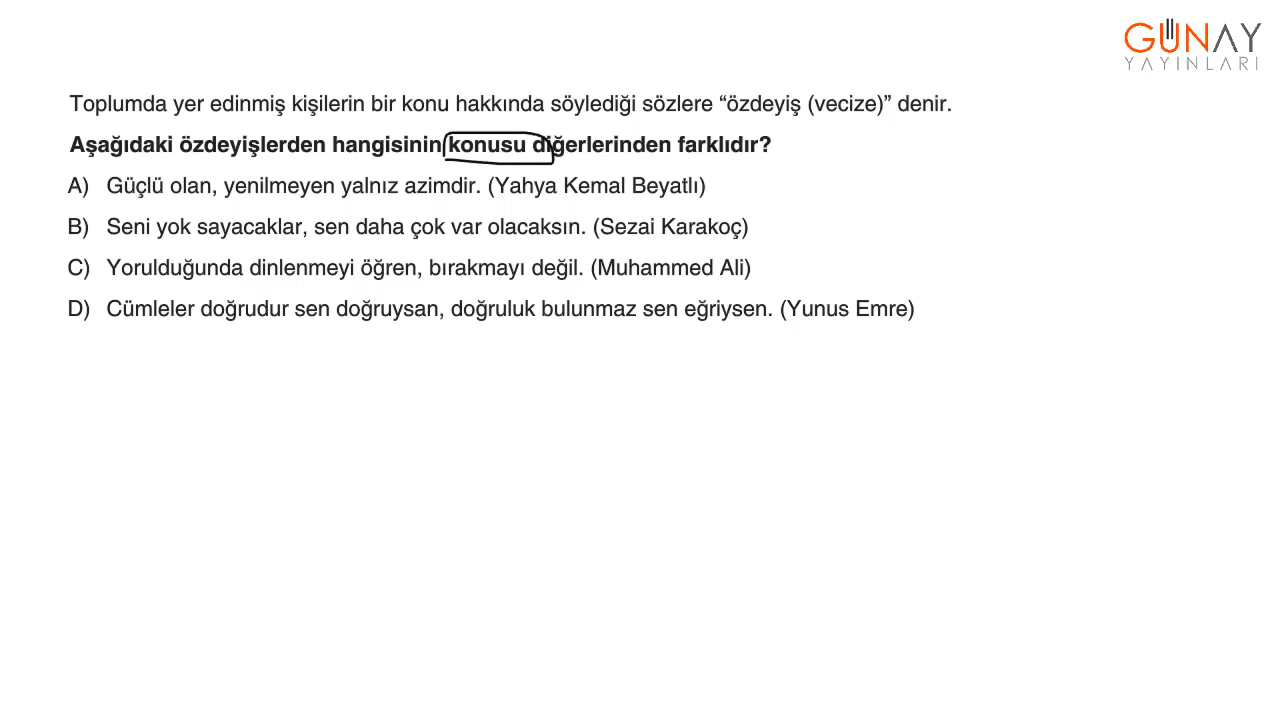 GÜNAY
YAYINLARI
Toplumda yer edinmiş kişilerin bir konu hakkında söylediği sözlere “özdeyiş (vecize)” denir.
Aşağıdaki özdeyişlerden hangisinin konusu diğerlerinden farklıdır?
A) Güçlü olan, yenilmeyen yalnız azimdir. (Yahya Kemal Beyatlı)
B) Seni yok sayacaklar, sen daha çok var olacaksın. (Sezai Karakoç)
C) Yorulduğunda dinlenmeyi öğren, bırakmayı değil. (Muhammed Ali)
D) Cümleler doğrudur sen doğruysan, doğruluk bulunmaz sen eğriysen. (Yunus Emre)